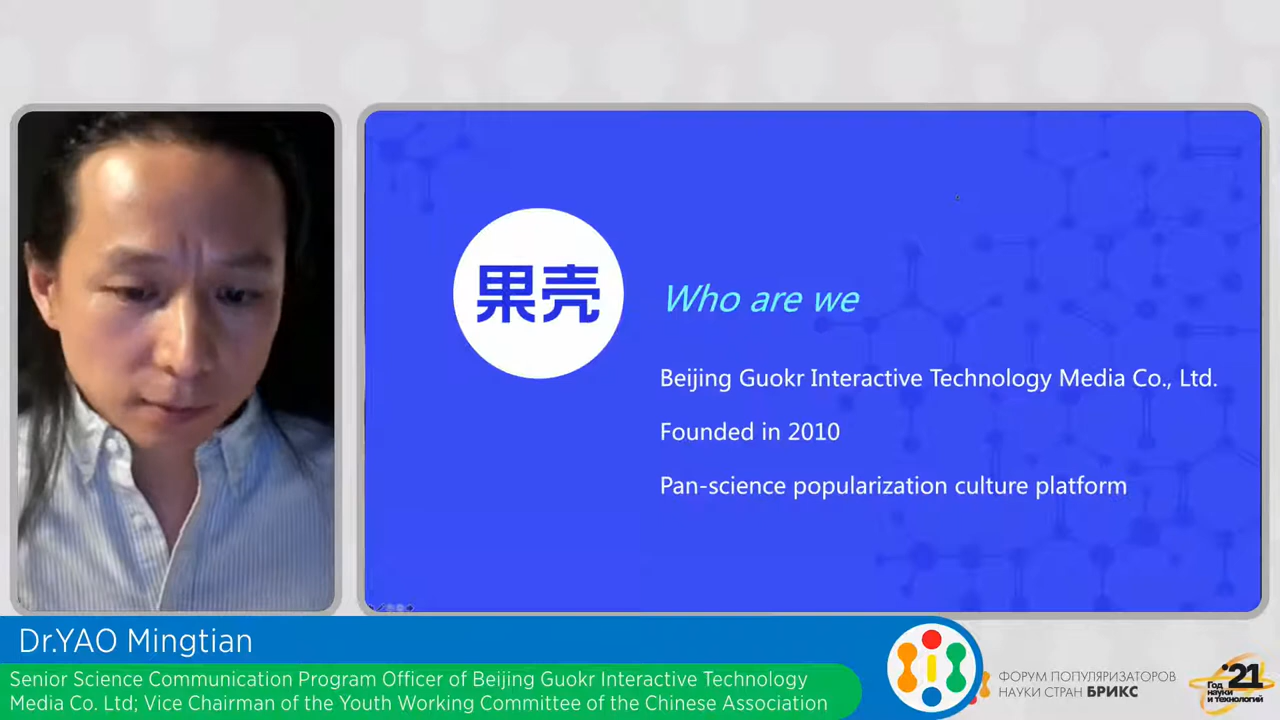 果壳
Who are we
Beijing Guokr Interactive Technology Media Co., Ltd.
Founded in 2010
Pan-science popularization culture platform
Dr.YAO Mingtian
Senior Science Communication Program Officer of Beijing Guokr Interactive Technology
Media Co. Ltd; Vice Chairman of the Youth Working Committee of the Chinese Association
ФОРУМ ПОПУЛЯРИЗАТОРОВ
НАУКИ СТРАН БРИКС
'21
Год
науки
и технологий